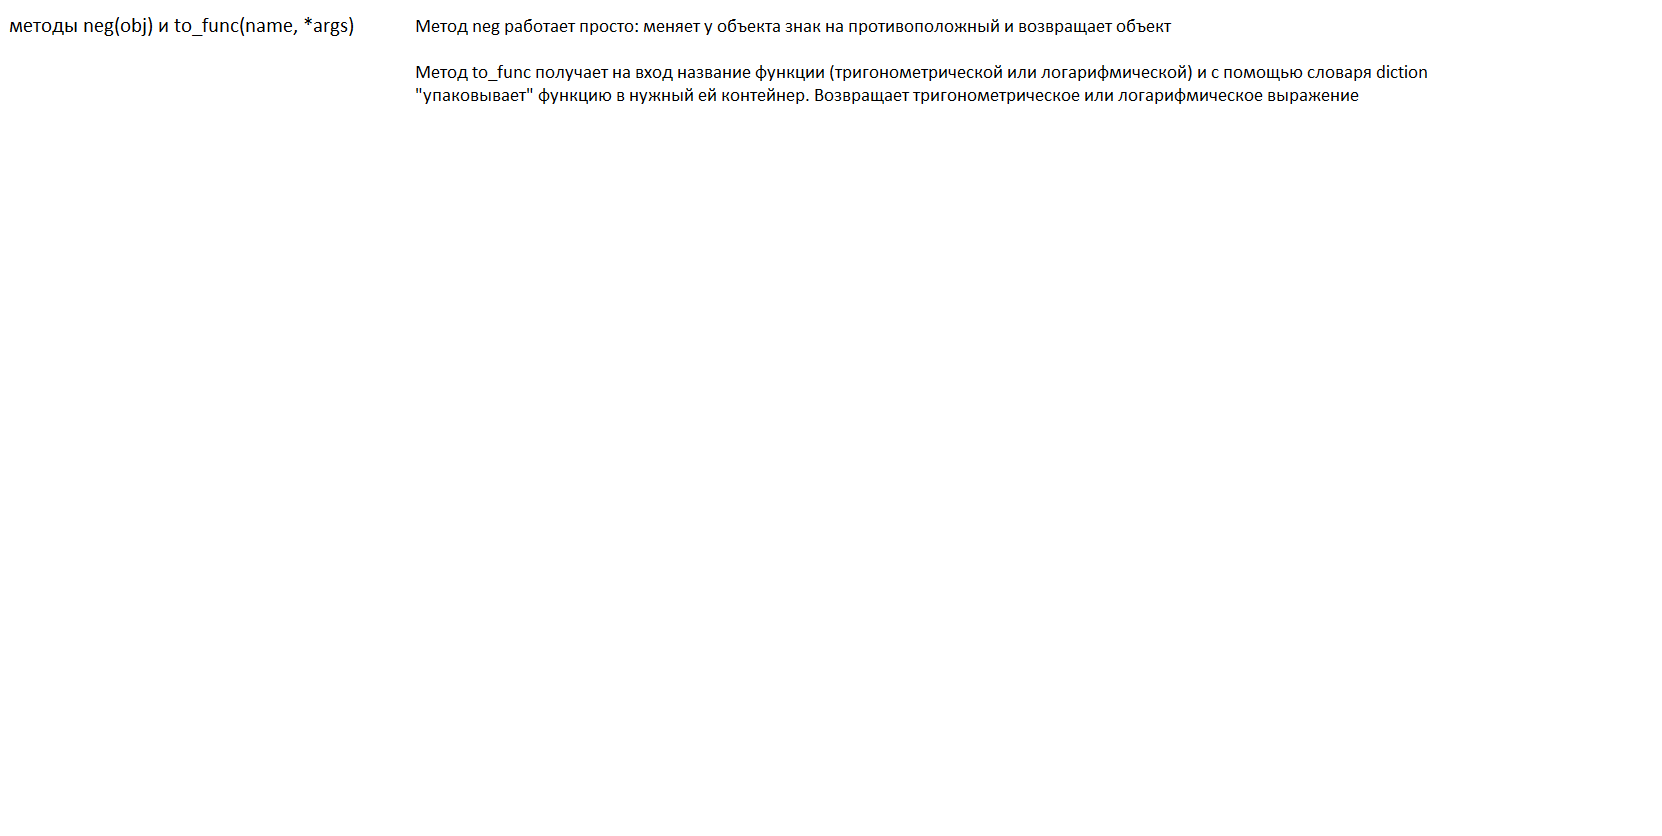 методы neg(obj) и to_func(name, *args)
Метод neg работает просто: меняет у объекта знак на противоположный и возвращает объект
Метод to_func получает на вход название функции (тригонометрической или логарифмической) и с помощью словаря diction
"упаковывает" функцию в нужный ей контейнер. Возвращает тригонометрическое или логарифмическое выражение